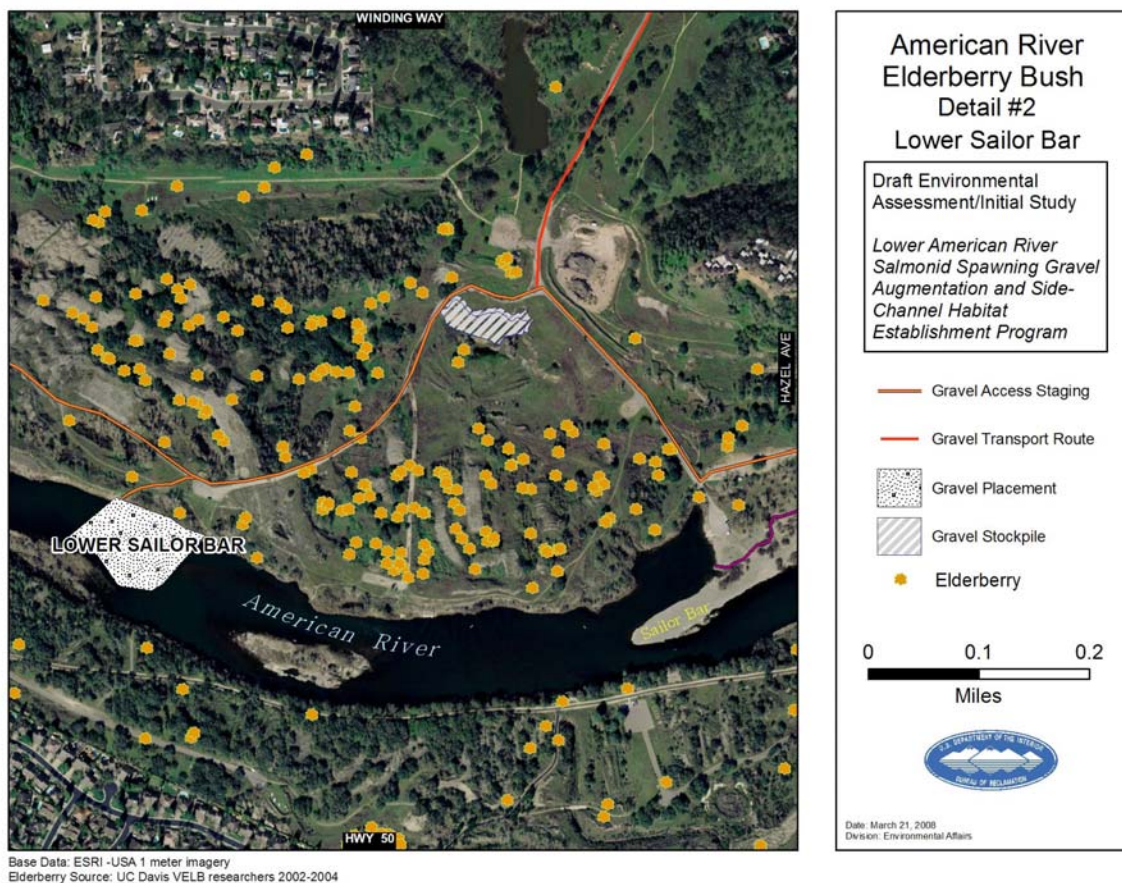 WINDING WAY
HAZEL AVE
LOWER SAILOR BAR
American River
Sailor Bar
HWY 50
Base Data: ESRI -USA 1 meter imagery
Elderberry Source: UC Davis VELB researchers 2002-2004
American River
Elderberry Bush
Detail #2
Lower Sailor Bar
Draft Environmental
Assessment/Initial Study
Lower American River
Salmonid Spawning Gravel
Augmentation and Side-
Channel Habitat
Establishment Program
Gravel Access Staging
Gravel Transport Route
Gravel Placement
Gravel Stockpile
Elderberry
0 0.1 0.2
Miles
U.S. DEPARTMENT OF THE INTERIOR
BUREAU OF RECLAMATION
Date: March 21, 2008
Division: Environmental Affairs